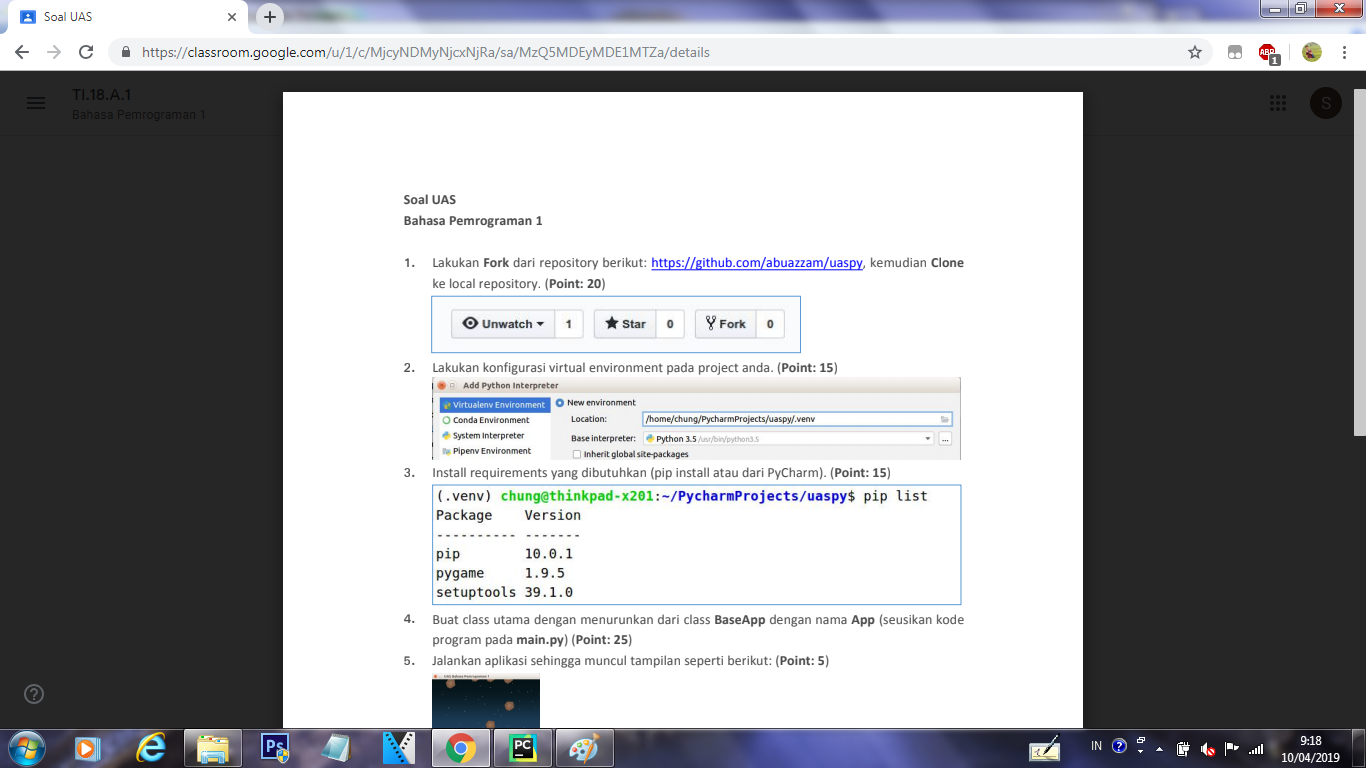 Soal UAS
https://classroom.google.com/u/1/c/MjcyNDMyNjcxNjRa/sa/MzQ5MDEyMDE1MTZa/details
ABP
1
TI.18.A.1
Bahasa Pemrograman 1
S
Soal UAS
Bahasa Pemrograman 1
1. Lakukan Fork dari repository berikut: https://github.com/abuazzam/uaspy, kemudian Clone
ke local repository. (Point: 20)
Unwatch 1 Star 0 Fork 0
2. Lakukan konfigurasi virtual environment pada project anda. (Point: 15)
Add Python Interpreter
Virtualenv Environment
Conda Environment
System Interpreter
Pipenv Environment
New environment
Location: /home/chung/PycharmProjects/uaspy/.venv
Base interpreter: Python 3.5 /usr/bin/python3.5 ...
Inherit global site-packages
3. Install requirements yang dibutuhkan (pip install atau dari PyCharm). (Point: 15)
(.venv) chung@thinkpad-x201:~/PycharmProjects/uaspy$ pip list
Package Version
---------- -------
pip 10.0.1
pygame 1.9.5
setuptools 39.1.0
4. Buat class utama dengan menurunkan dari class BaseApp dengan nama App (seusikan kode
program pada main.py) (Point: 25)
5. Jalankan aplikasi sehingga muncul tampilan seperti berikut: (Point: 5)
UAS Bahasa Pemrograman 1
Ps
PC
IN
9:18
10/04/2019